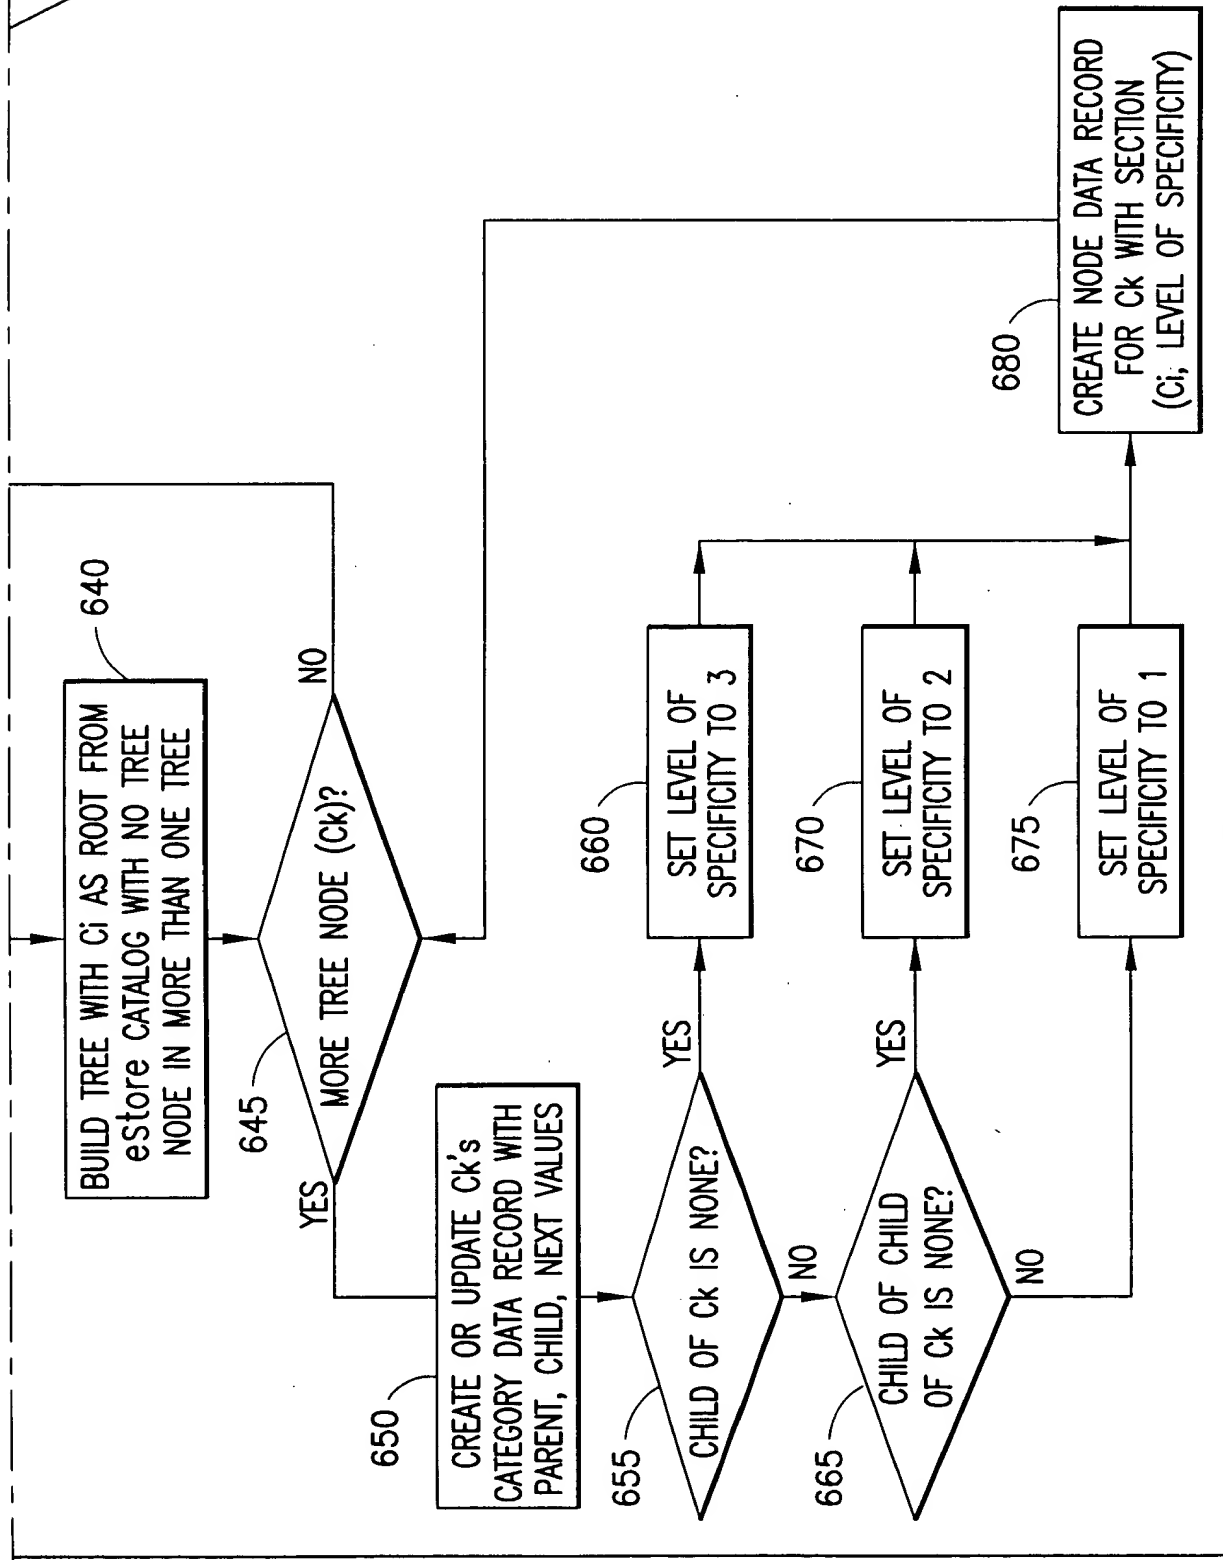 BUILD TREE WITH Ci AS ROOT FROM
eStore CATALOG WITH NO TREE
NODE IN MORE THAN ONE TREE
640
645
MORE TREE NODE (Ck)?
NO
YES
650
CREATE OR UPDATE Ck's
CATEGORY DATA RECORD WITH
PARENT, CHILD, NEXT VALUES
655
CHILD OF Ck IS NONE?
YES
NO
660
SET LEVEL OF
SPECIFICITY TO 3
665
CHILD OF CHILD
OF Ck IS NONE?
YES
NO
670
SET LEVEL OF
SPECIFICITY TO 2
675
SET LEVEL OF
SPECIFICITY TO 1
680
CREATE NODE DATA RECORD
FOR Ck WITH SECTION
(Ci, LEVEL OF SPECIFICITY)